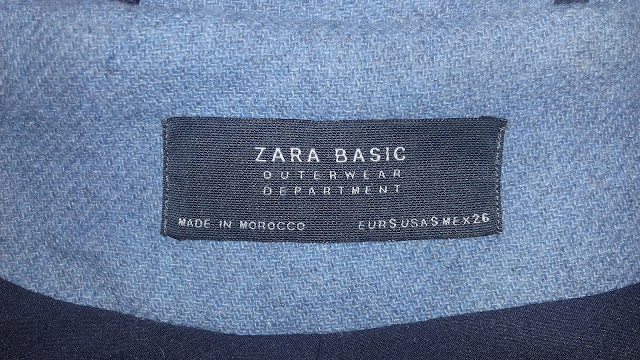 ZARA BASIC
OUTERWEAR
DEPARTMENT
MADE IN MOROCCO EUR S USA S MEX 26